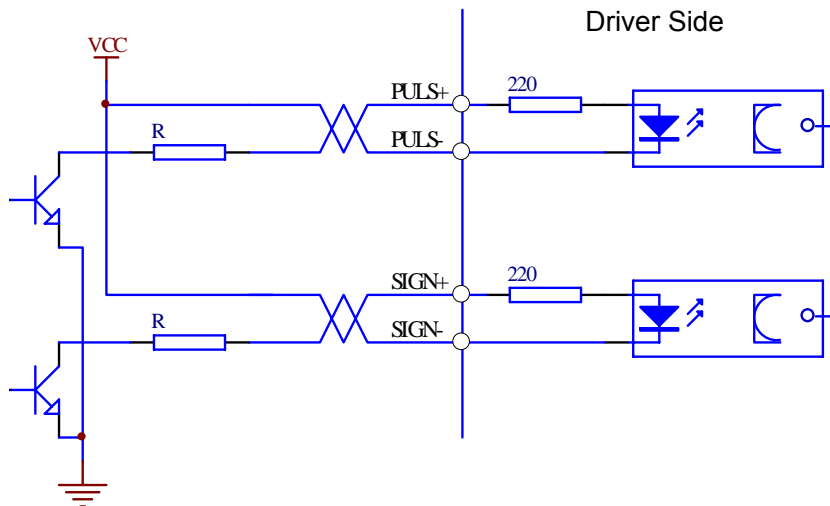 Driver Side
VCC
PULS+
220
R
PULS-
SIGN+
220
R
SIGN-